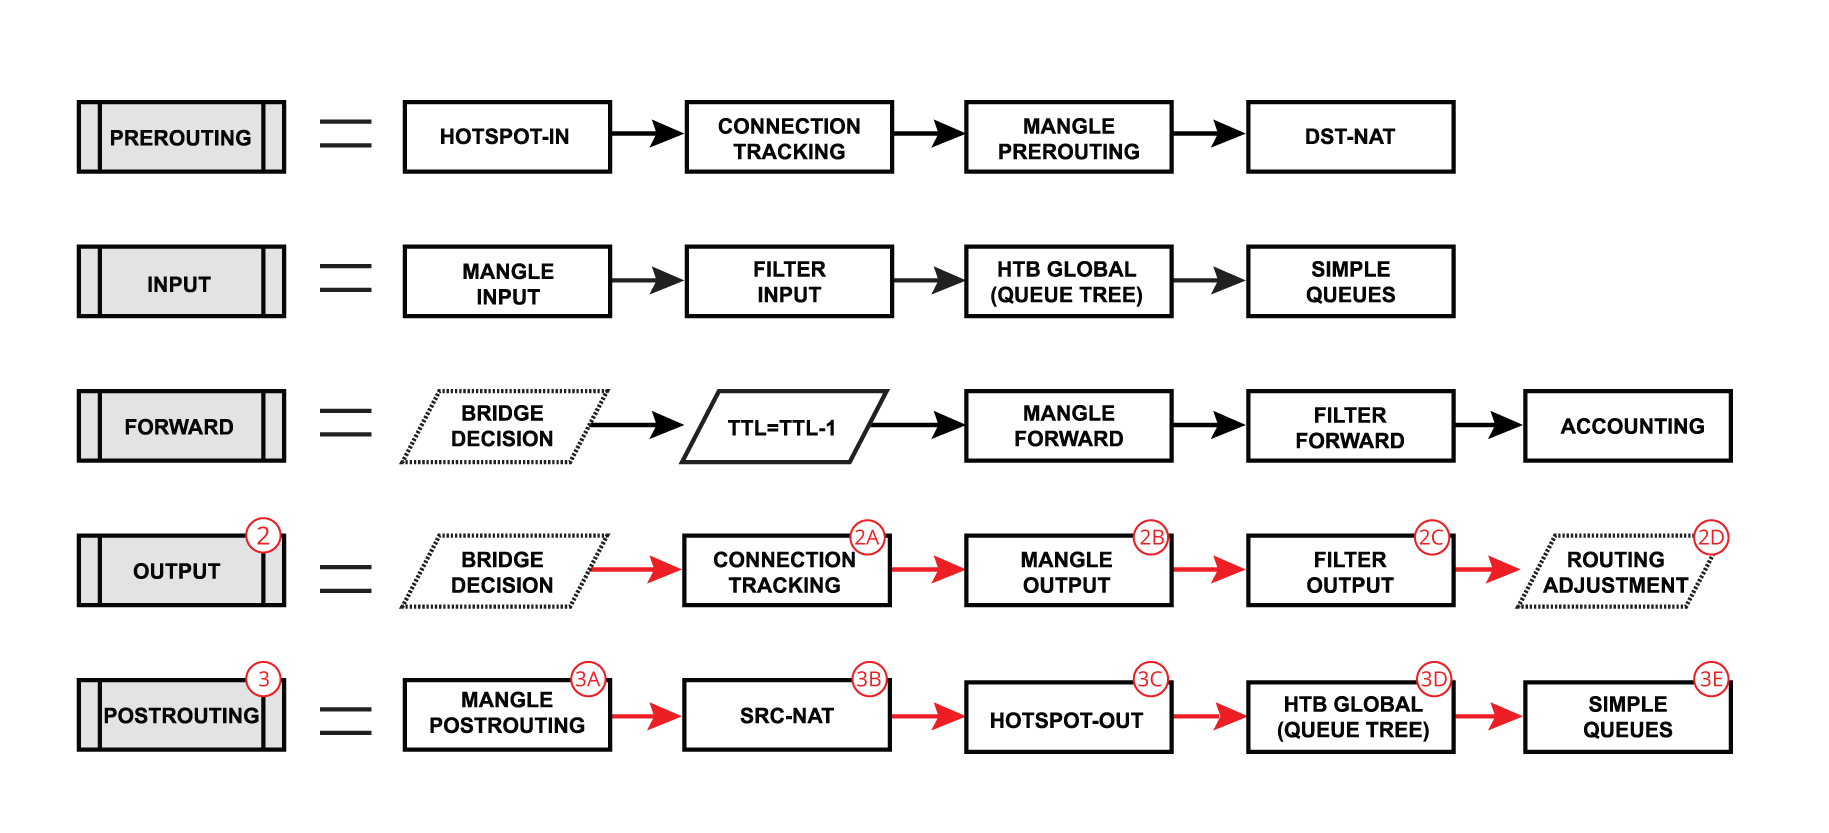 PREROUTING
HOTSPOT-IN
CONNECTION
TRACKING
MANGLE
PREROUTING
DST-NAT
INPUT
MANGLE
INPUT
FILTER
INPUT
HTB GLOBAL
(QUEUE TREE)
SIMPLE
QUEUES
FORWARD
BRIDGE
DECISION
TTL=TTL-1
MANGLE
FORWARD
FILTER
FORWARD
ACCOUNTING
2
OUTPUT
BRIDGE
DECISION
2A
CONNECTION
TRACKING
2B
MANGLE
OUTPUT
2C
FILTER
OUTPUT
2D
ROUTING
ADJUSTMENT
3
POSTROUTING
3A
MANGLE
POSTROUTING
3B
SRC-NAT
3C
HOTSPOT-OUT
3D
HTB GLOBAL
(QUEUE TREE)
3E
SIMPLE
QUEUES